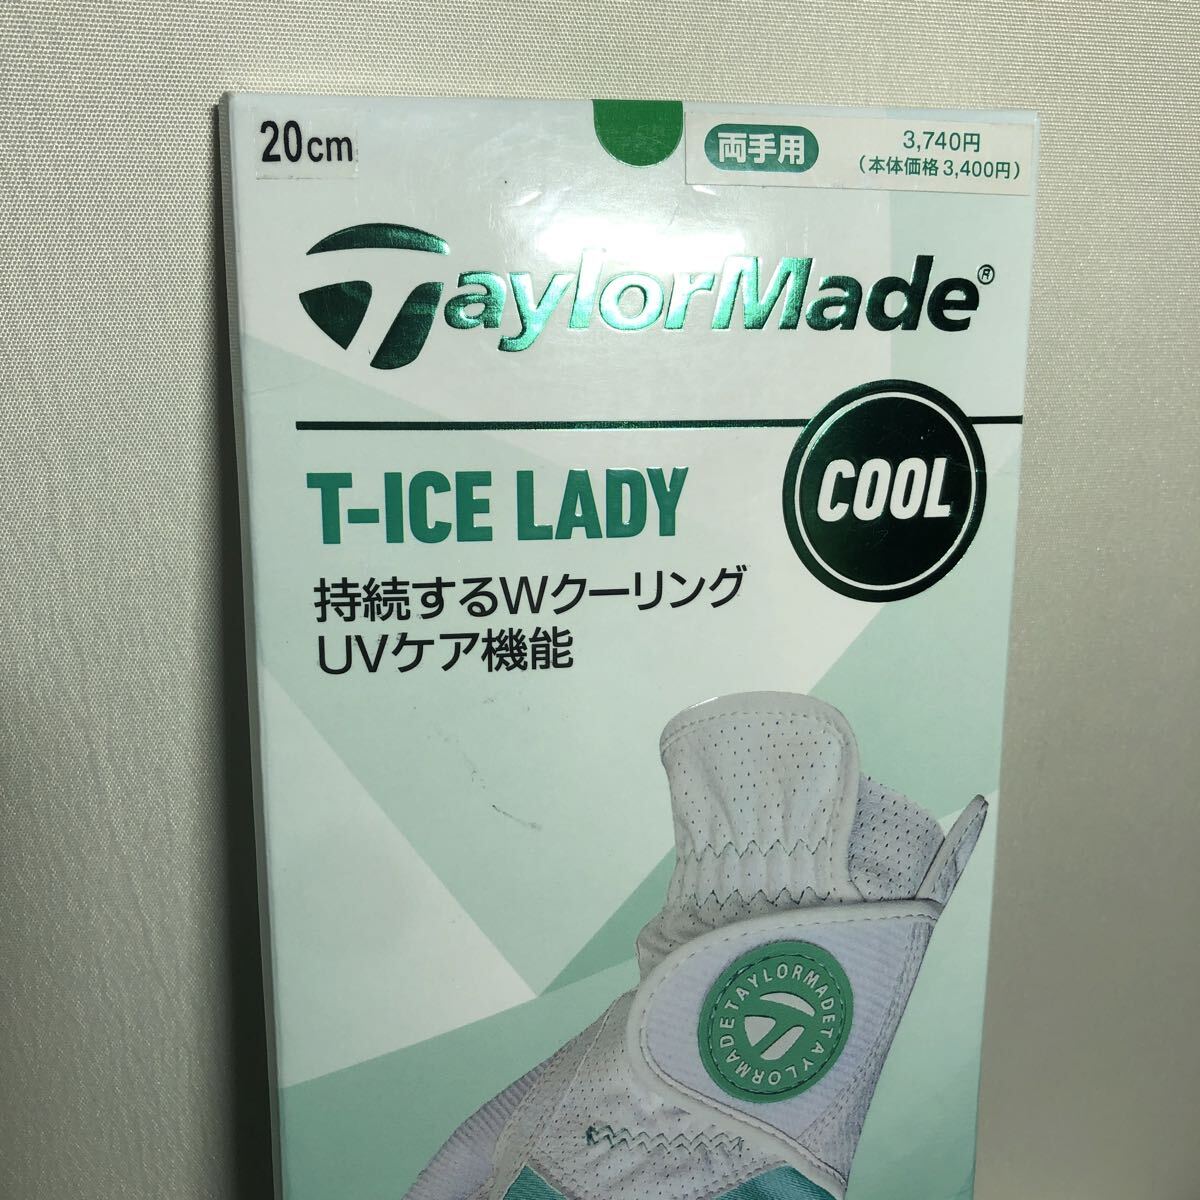 20cm
両手用
3,740円
(本体価格3,400円)
TaylorMade®
COOL
T-ICE LADY
持続するWクーリング
UVケア機能
TAYLORMADETAYLORMADE